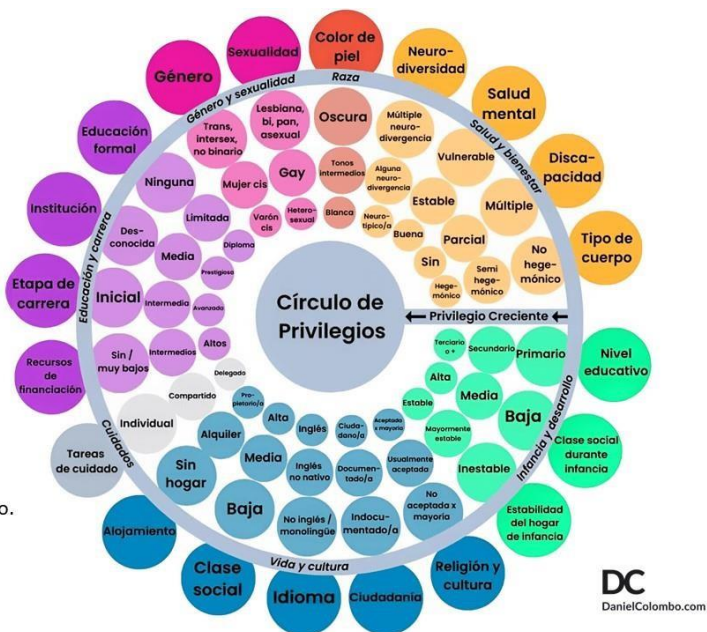 Color de
piel
Raza
Oscura
Tonos
intermedios
Blanca
Neuro-
diversidad
Múltiple
neuro-
divergencia
Alguna
neuro-
divergencia
Neuro-
típico/a
Salud
mental
Salud y bienestar
Vulnerable
Estable
Buena
Disca-
pacidad
Múltiple
Parcial
Sin
Tipo de
cuerpo
No
hege-
mónico
Semi
hege-
mónico
Hege-
mónico
Círculo de
Privilegios
Privilegio Creciente
Nivel
educativo
Primario
Secundario
Terciario
o +
Infancia y desarrollo
Clase social
durante
infancia
Baja
Media
Alta
Estabilidad
del hogar
de infancia
Inestable
Mayormente
estable
Estable
Religión y
cultura
No
aceptada x
mayoría
Usualmente
aceptada
Aceptada
x mayoría
Ciudadanía
Indocu-
mentado/a
Documen-
tado/a
Ciuda-
dano/a
Vida y cultura
Idioma
No inglés /
monolingüe
Inglés
no nativo
Inglés
Clase
social
Baja
Media
Alta
Alojamiento
Sin
hogar
Alquiler
Pro-
pietario/a
Tareas
de cuidado
Cuidados
Individual
Compartido
Delegado
Recursos
de
financiación
Sin /
muy bajos
Intermedios
Altos
Etapa de
carrera
Inicial
Intermedia
Avanzada
Educación y carrera
Institución
Des-
conocida
Media
Prestigiosa
Educación
formal
Ninguna
Limitada
Diploma
Género
Género y sexualidad
Trans,
intersex,
no binario
Mujer cis
Varón
cis
Sexualidad
Lesbiana,
bi, pan,
asexual
Gay
Hetero-
sexual
o.
DC
DanielColombo.com